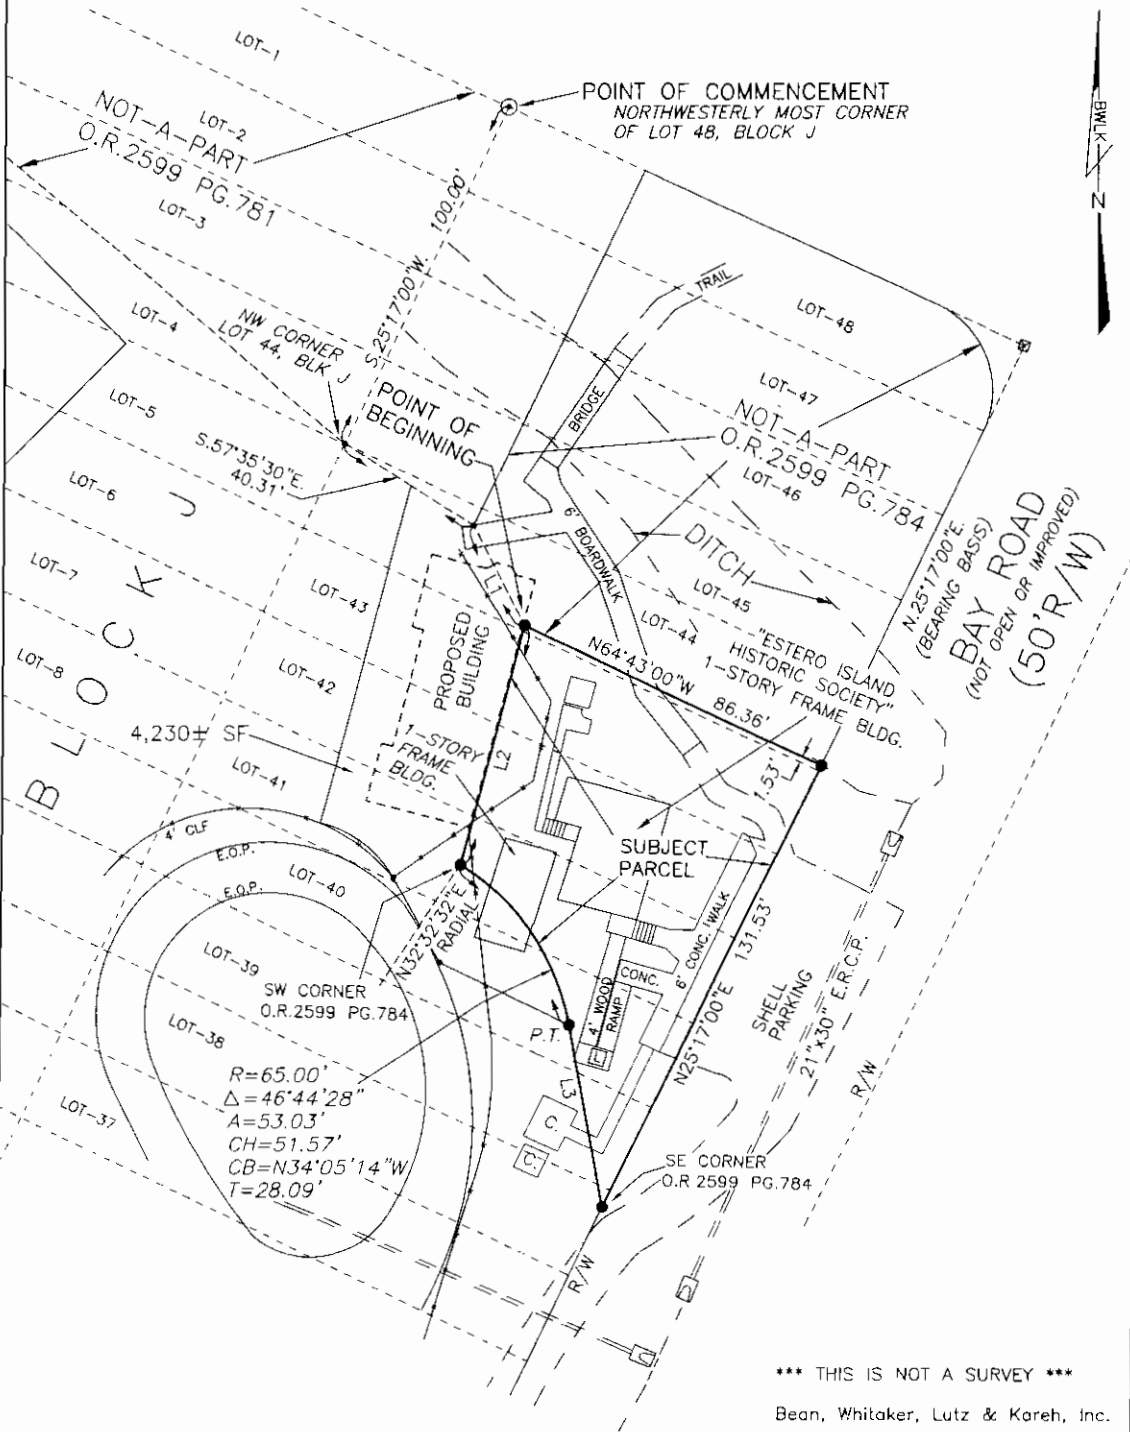 LOT-1
LOT-2
NOT-A-PART
O.R.2599 PG.781
LOT-3
LOT-4
LOT-5
LOT-6
LOT-7
LOT-8
BLOCK J
POINT OF COMMENCEMENT
NORTHWESTERLY MOST CORNER
OF LOT 48, BLOCK J
BWLK
N
S.25°17'00"W. 100.00'
NW CORNER
LOT 44, BLK J
POINT OF
BEGINNING
S.57°35'30"E.
40.31'
TRAIL
BRIDGE
6' BOARDWALK
LOT-48
LOT-47
NOT-A-PART
O.R.2599 PG.784
LOT-46
DITCH
LOT-45
LOT-44
N.25°17'00"E.
(BEARING BASIS)
BAY ROAD
(NOT OPEN OR IMPROVED)
(50'R/W)
"ESTERO ISLAND
HISTORIC SOCIETY"
1-STORY FRAME BLDG.
N64°43'00"W 86.36'
1.53'
L1
LOT-43
LOT-42
PROPOSED
BUILDING
4,230± SF
LOT-41
1-STORY
FRAME
BLDG.
L2
SUBJECT
PARCEL
4' CLF
E.O.P.
E.O.P.
LOT-40
LOT-39
LOT-38
LOT-37
N32°32'32"E
RADIAL
SW CORNER
O.R.2599 PG.784
P.T.
4' WOOD
RAMP
CONC.
6' CONC. WALK
N25°17'00"E 131.53'
SHELL
PARKING
21"x30" E.R.C.P.
R/W
L3
C.
C.
R=65.00'
Δ=46°44'28"
A=53.03'
CH=51.57'
CB=N34°05'14"W
T=28.09'
SE CORNER
O.R 2599 PG.784
R/W
*** THIS IS NOT A SURVEY ***
Bean, Whitaker, Lutz & Kareh, Inc.